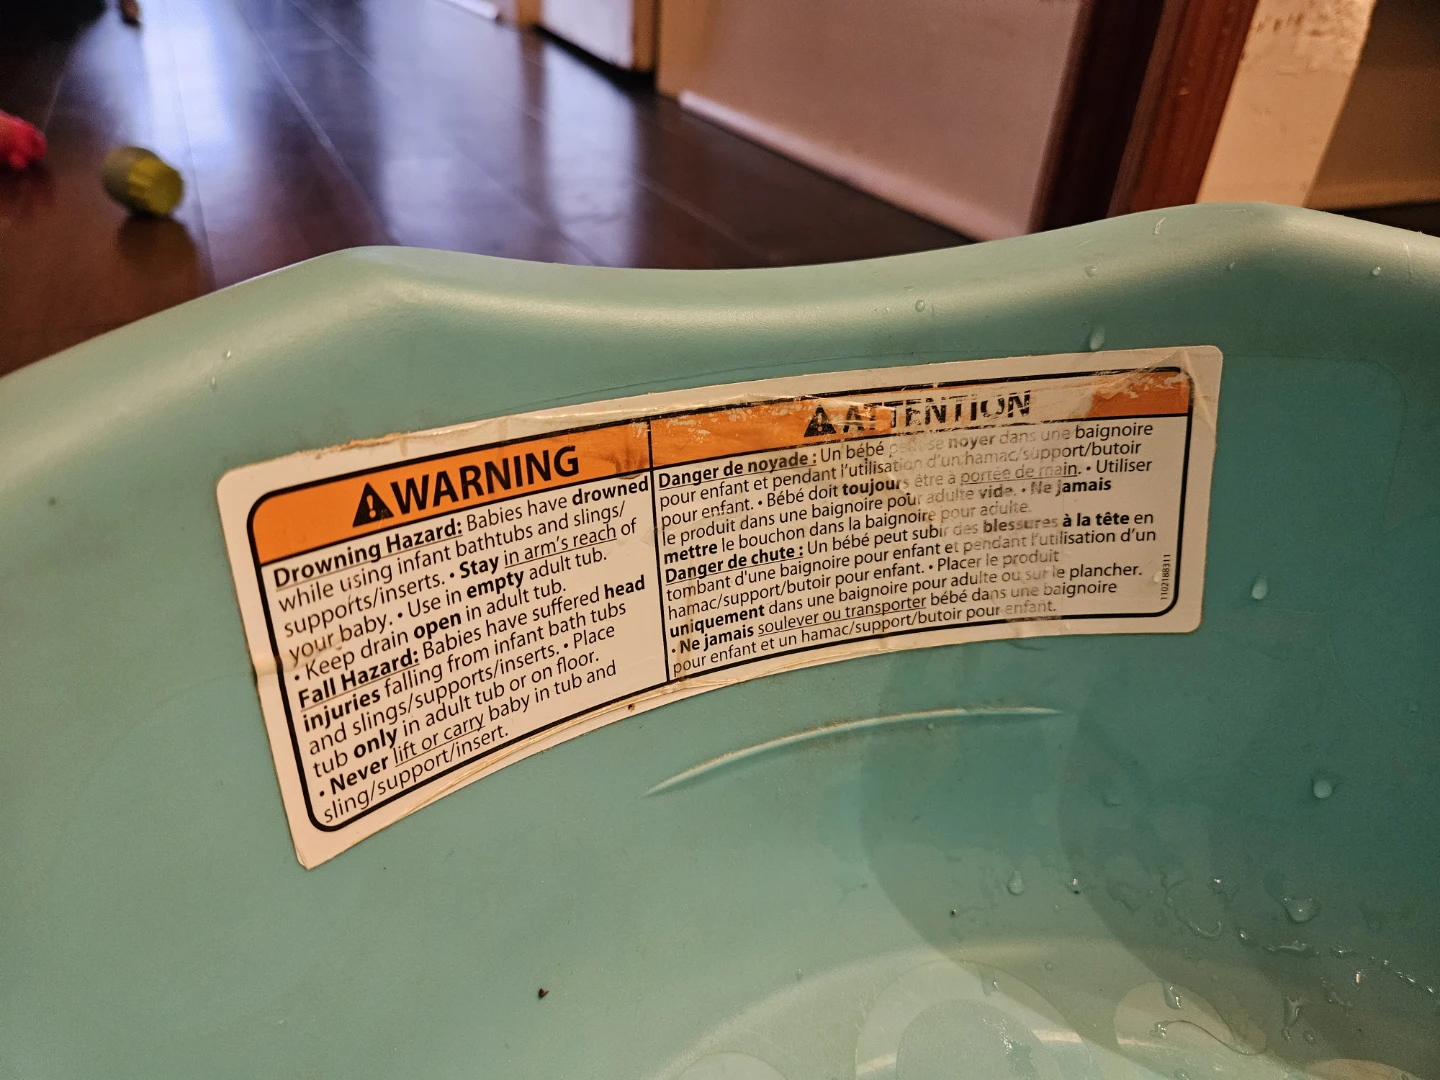 WARNING
Drowning Hazard: Babies have drowned
while using infant bathtubs and slings/
supports/inserts. • Stay in arm's reach of
your baby. • Use in empty adult tub.
• Keep drain open in adult tub.
Fall Hazard: Babies have suffered head
injuries falling from infant bath tubs
and slings/supports/inserts. • Place
tub only in adult tub or on floor.
• Never lift or carry baby in tub and
sling/support/insert.
ATTENTION
Danger de noyade : Un bébé peut se noyer dans une baignoire
pour enfant et pendant l'utilisation d'un hamac/support/butoir
pour enfant. • Bébé doit toujours être à portée de main. • Utiliser
le produit dans une baignoire pour adulte vide. • Ne jamais
mettre le bouchon dans la baignoire pour adulte.
Danger de chute : Un bébé peut subir des blessures à la tête en
tombant d'une baignoire pour enfant et pendant l'utilisation d'un
hamac/support/butoir pour enfant. • Placer le produit
uniquement dans une baignoire pour adulte ou sur le plancher.
• Ne jamais soulever ou transporter bébé dans une baignoire
pour enfant et un hamac/support/butoir pour enfant.
1102188311